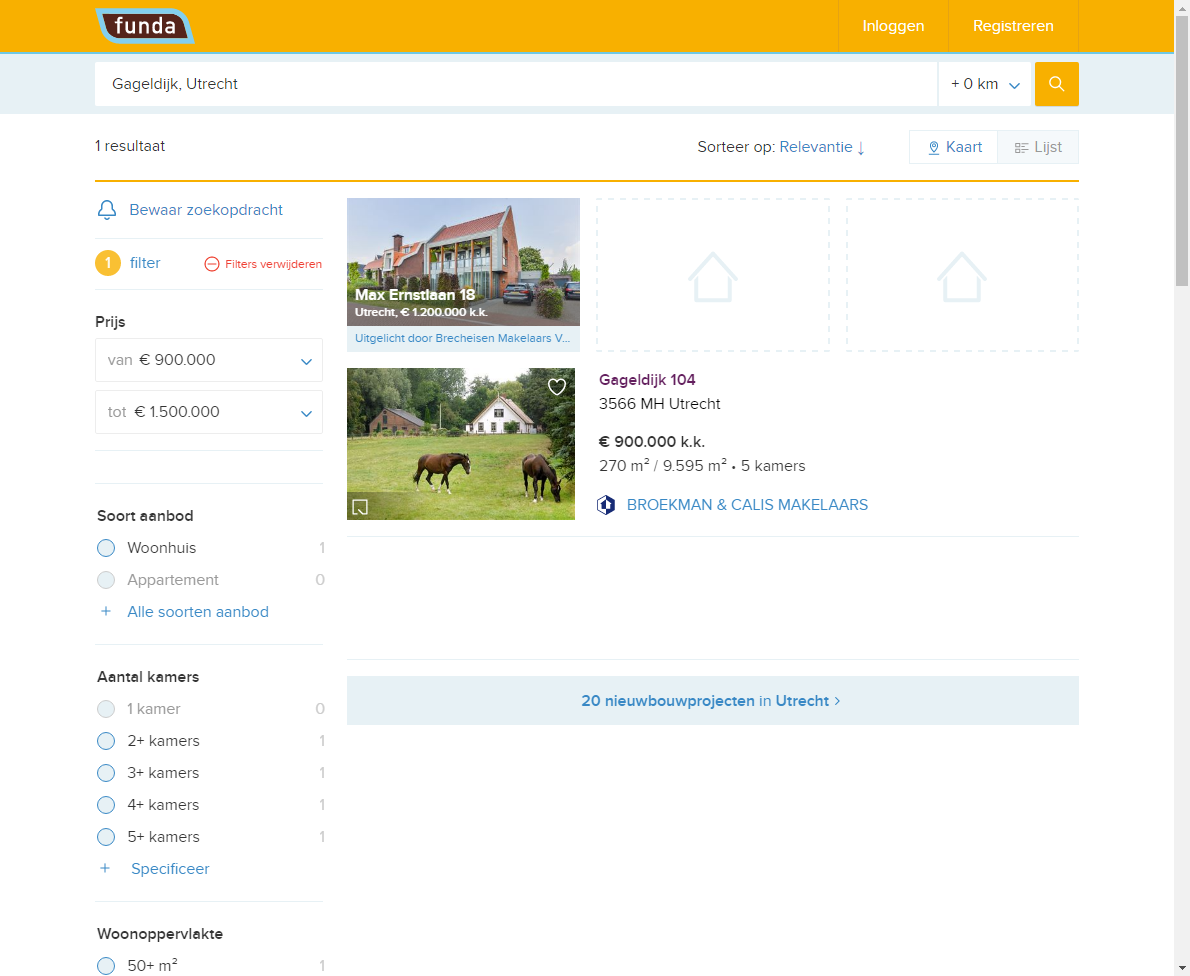 funda
Inloggen
Registreren
Gageldijk, Utrecht
+ 0 km
1 resultaat
Sorteer op: Relevantie ↓
Kaart
Lijst
Bewaar zoekopdracht
1 filter
Filters verwijderen
Prijs
van € 900.000
tot € 1.500.000
Soort aanbod
Woonhuis 1
Appartement 0
+ Alle soorten aanbod
Aantal kamers
1 kamer 0
2+ kamers 1
3+ kamers 1
4+ kamers 1
5+ kamers 1
+ Specificeer
Woonoppervlakte
50+ m² 1
Max Ernstlaan 18
Utrecht, € 1.200.000 k.k.
Uitgelicht door Brecheisen Makelaars V...
Gageldijk 104
3566 MH Utrecht
€ 900.000 k.k.
270 m² / 9.595 m² • 5 kamers
BROEKMAN & CALIS MAKELAARS
20 nieuwbouwprojecten in Utrecht >